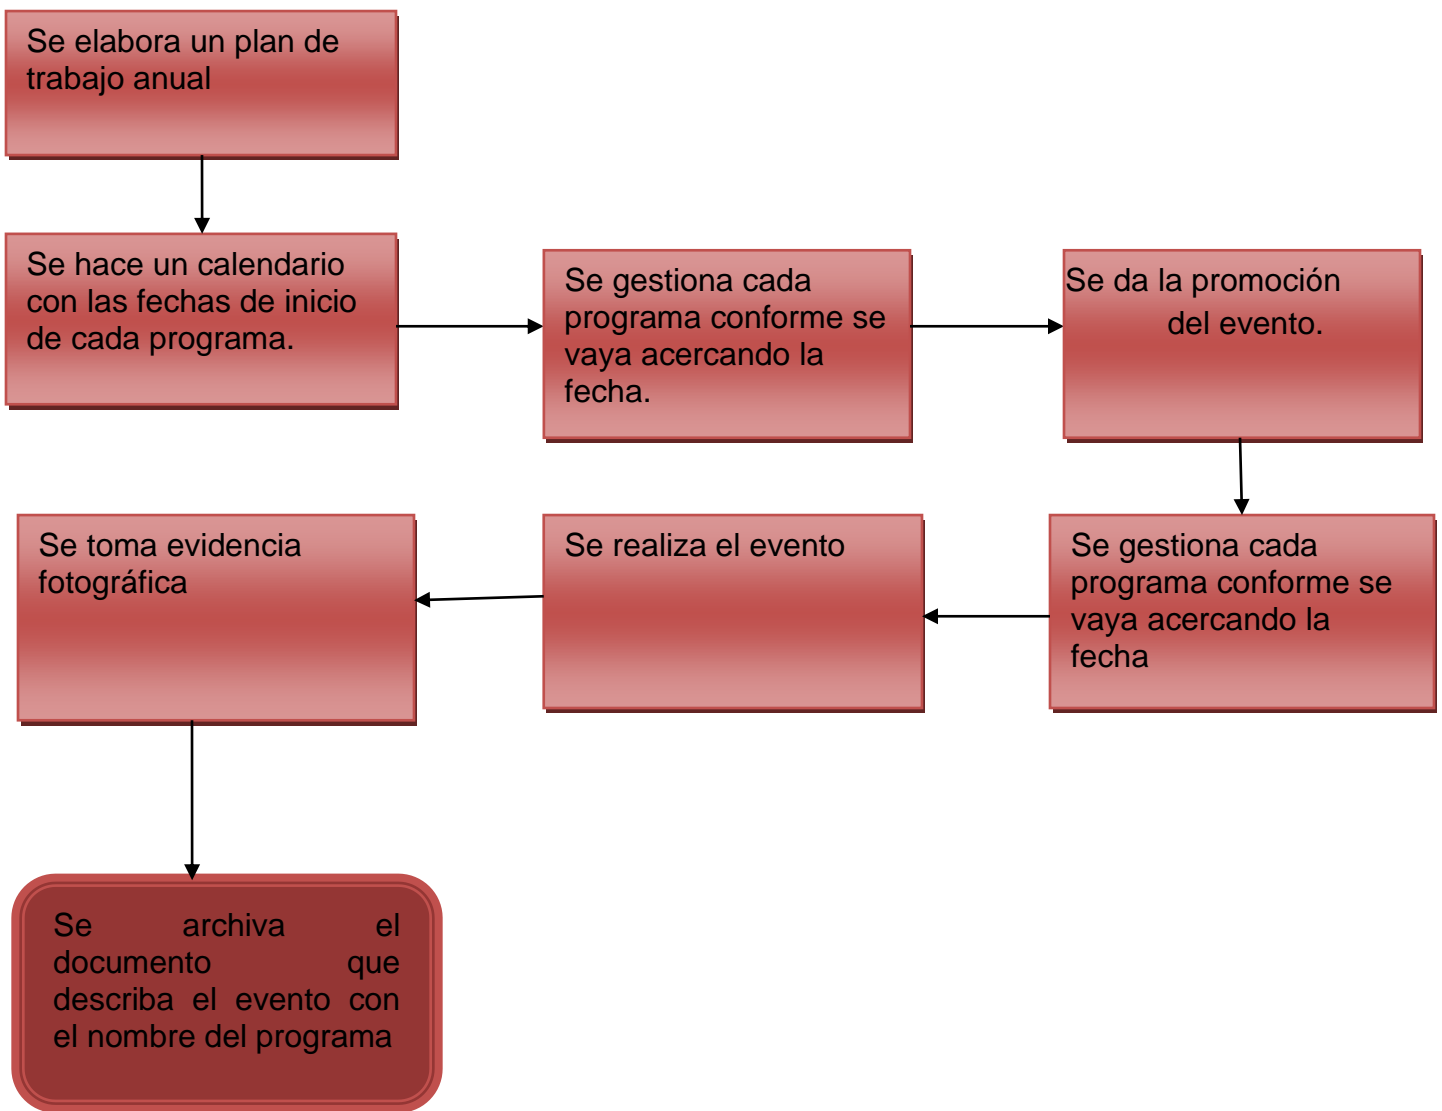 Se elabora un plan de
trabajo anual
Se hace un calendario
con las fechas de inicio
de cada programa.
Se gestiona cada
programa conforme se
vaya acercando la
fecha.
Se da la promoción
del evento.
Se gestiona cada
programa conforme se
vaya acercando la
fecha
Se realiza el evento
Se toma evidencia
fotográfica
Se archiva el
documento que
describa el evento con
el nombre del programa